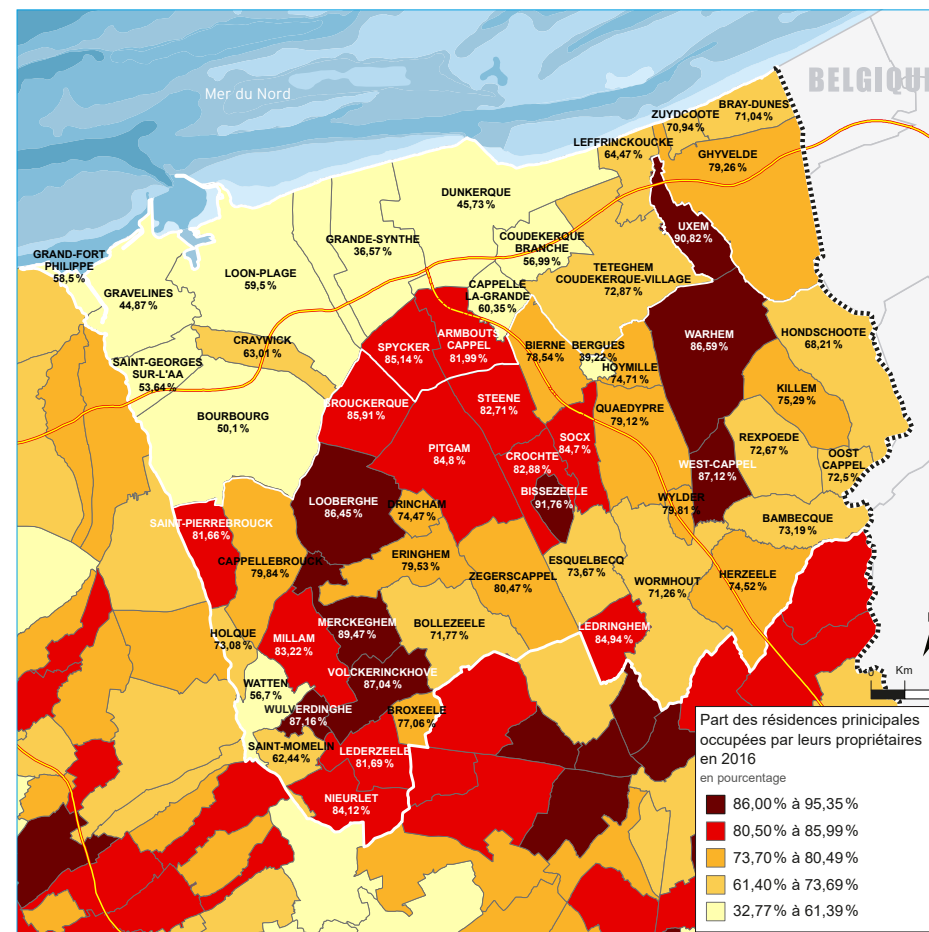 Mer du Nord
BELGIQU
BRAY-DUNES
71,04%
ZUYDCOOTE
70,94%
LEFFRINCKOUCKE
64,47%
GHYVELDE
79,26%
DUNKERQUE
45,73%
UXEM
90,82%
GRANDE-SYNTHE
36,57%
COUDEKERQUE
BRANCHE
56,99%
GRAND-FORT
PHILIPPE
58,5%
LOON-PLAGE
59,5%
TETEGHEM
COUDEKERQUE-VILLAGE
72,87%
GRAVELINES
44,87%
CAPPELLE
LA-GRANDE
60,35%
CRAYWICK
63,01%
SPYCKER
85,14%
ARMBOUTS
CAPPEL
81,99%
BIERNE
78,54%
BERGUES
39,22%
HOYMILLE
74,71%
WARHEM
86,59%
HONDSCHOOTE
68,21%
SAINT-GEORGES
SUR-L'AA
53,64%
BROUCKERQUE
85,91%
STEENE
82,71%
QUAEDYPRE
79,12%
KILLEM
75,29%
BOURBOURG
50,1%
PITGAM
84,8%
SOCX
84,7%
CROCHTE
82,88%
REXPOEDE
72,67%
OOST
CAPPEL
72,5%
WEST-CAPPEL
87,12%
LOOBERGHE
86,45%
DRINCHAM
74,47%
BISSEZEELE
91,76%
WYLDER
79,81%
BAMBECQUE
73,19%
SAINT-PIERREBROUCK
81,66%
CAPPELLEBROUCK
79,84%
ERINGHEM
79,53%
ZEGERSCAPPEL
80,47%
ESQUELBECQ
73,67%
WORMHOUT
71,26%
HERZEELE
74,52%
HOLQUE
73,08%
MILLAM
83,22%
MERCKEGHEM
89,47%
BOLLEZEELE
71,77%
LEDRINGHEM
84,94%
WATTEN
56,7%
VOLCKERINCKHOVE
87,04%
WULVERDINGHE
87,16%
BROXEELE
77,06%
SAINT-MOMELIN
62,44%
LEDERZEELE
81,69%
NIEURLET
84,12%
0 Km
Part des résidences prinicipales
occupées par leurs propriétaires
en 2016
en pourcentage
86,00% à 95,35%
80,50% à 85,99%
73,70% à 80,49%
61,40% à 73,69%
32,77% à 61,39%